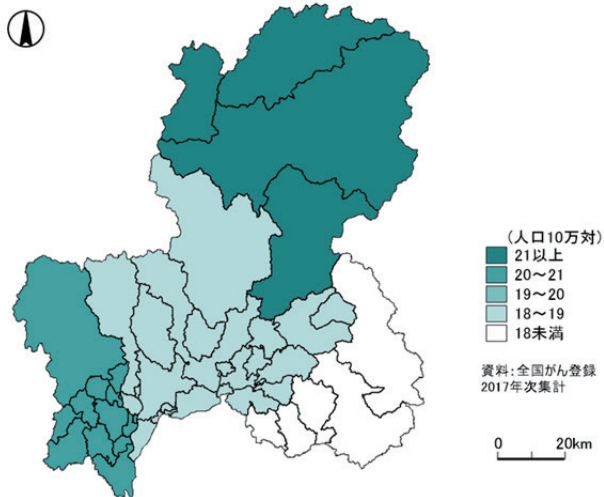 (人口10万対)
21以上
20～21
19～20
18～19
18未満
資料:全国がん登録
2017年次集計
0 20km